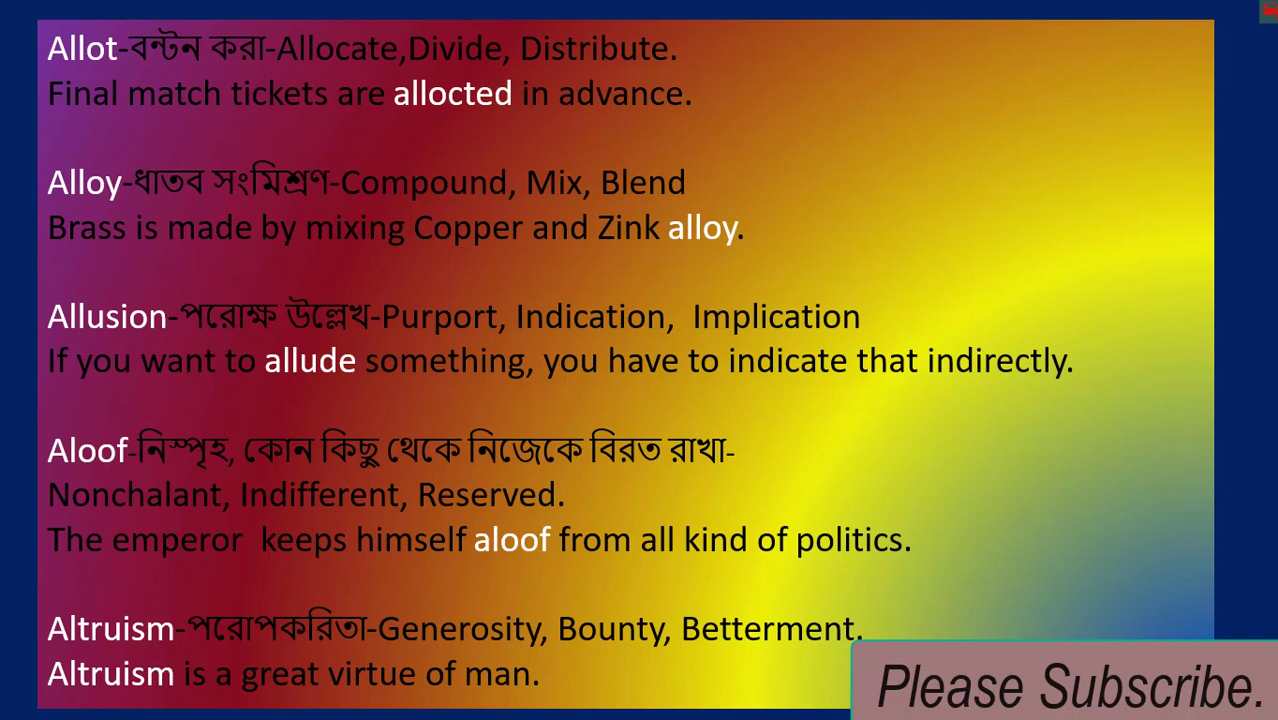 Allot-বন্টন করা-Allocate,Divide, Distribute.
Final match tickets are allocted in advance.
Alloy-ধাতব সংমিশ্রণ-Compound, Mix, Blend
Brass is made by mixing Copper and Zink alloy.
Allusion-পরোক্ষ উল্লেখ-Purport, Indication, Implication
If you want to allude something, you have to indicate that indirectly.
Aloof-নিস্পৃহ, কোন কিছু থেকে নিজেকে বিরত রাখা-
Nonchalant, Indifferent, Reserved.
The emperor keeps himself aloof from all kind of politics.
Altruism-পরোপকরিতা-Generosity, Bounty, Betterment.
Altruism is a great virtue of man.
Please Subscribe.